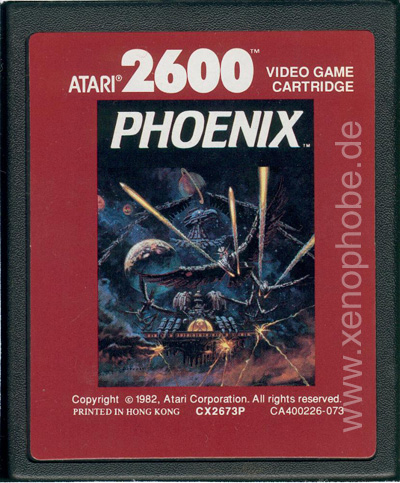 ATARI® 2600™ VIDEO GAME
CARTRIDGE
PHOENIX™
Copyright © 1982, Atari Corporation. All rights reserved.
PRINTED IN HONG KONG CX2673P CA400226-073
www.xenophobe.de